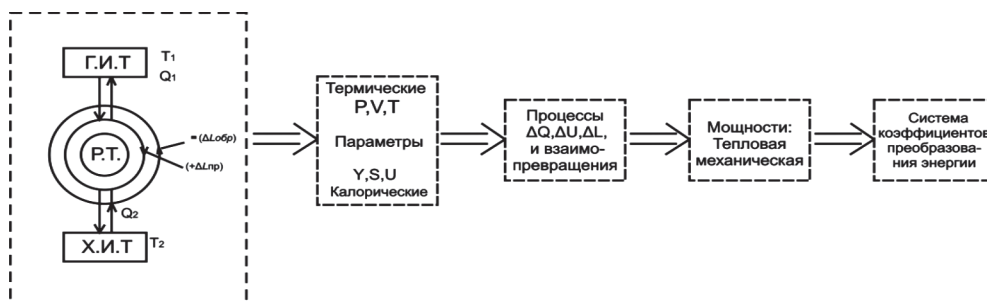 Г.И.Т
T1
Q1
Р.Т.
= (ΔLобр)
(+ΔLпр)
Q2
Х.И.Т
T2
Термические
P,V,T
Параметры
Y,S,U
Калорические
Процессы
ΔQ,ΔU,ΔL,
и взаимо-
превращения
Мощности:
Тепловая
механическая
Система
коэффициентов
преобразова-
ния энергии